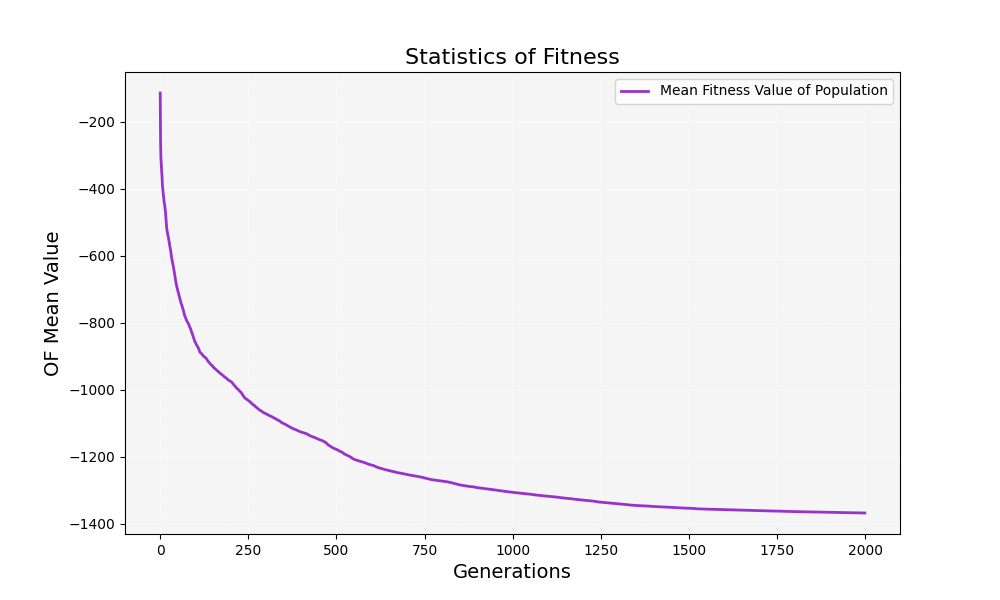 Statistics of Fitness
Mean Fitness Value of Population
OF Mean Value
−200
−400
−600
−800
−1000
−1200
−1400
0 250 500 750 1000 1250 1500 1750 2000
Generations